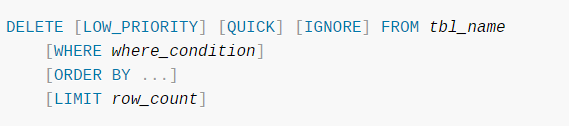 DELETE [LOW_PRIORITY] [QUICK] [IGNORE] FROM tbl_name
[WHERE where_condition]
[ORDER BY ...]
[LIMIT row_count]